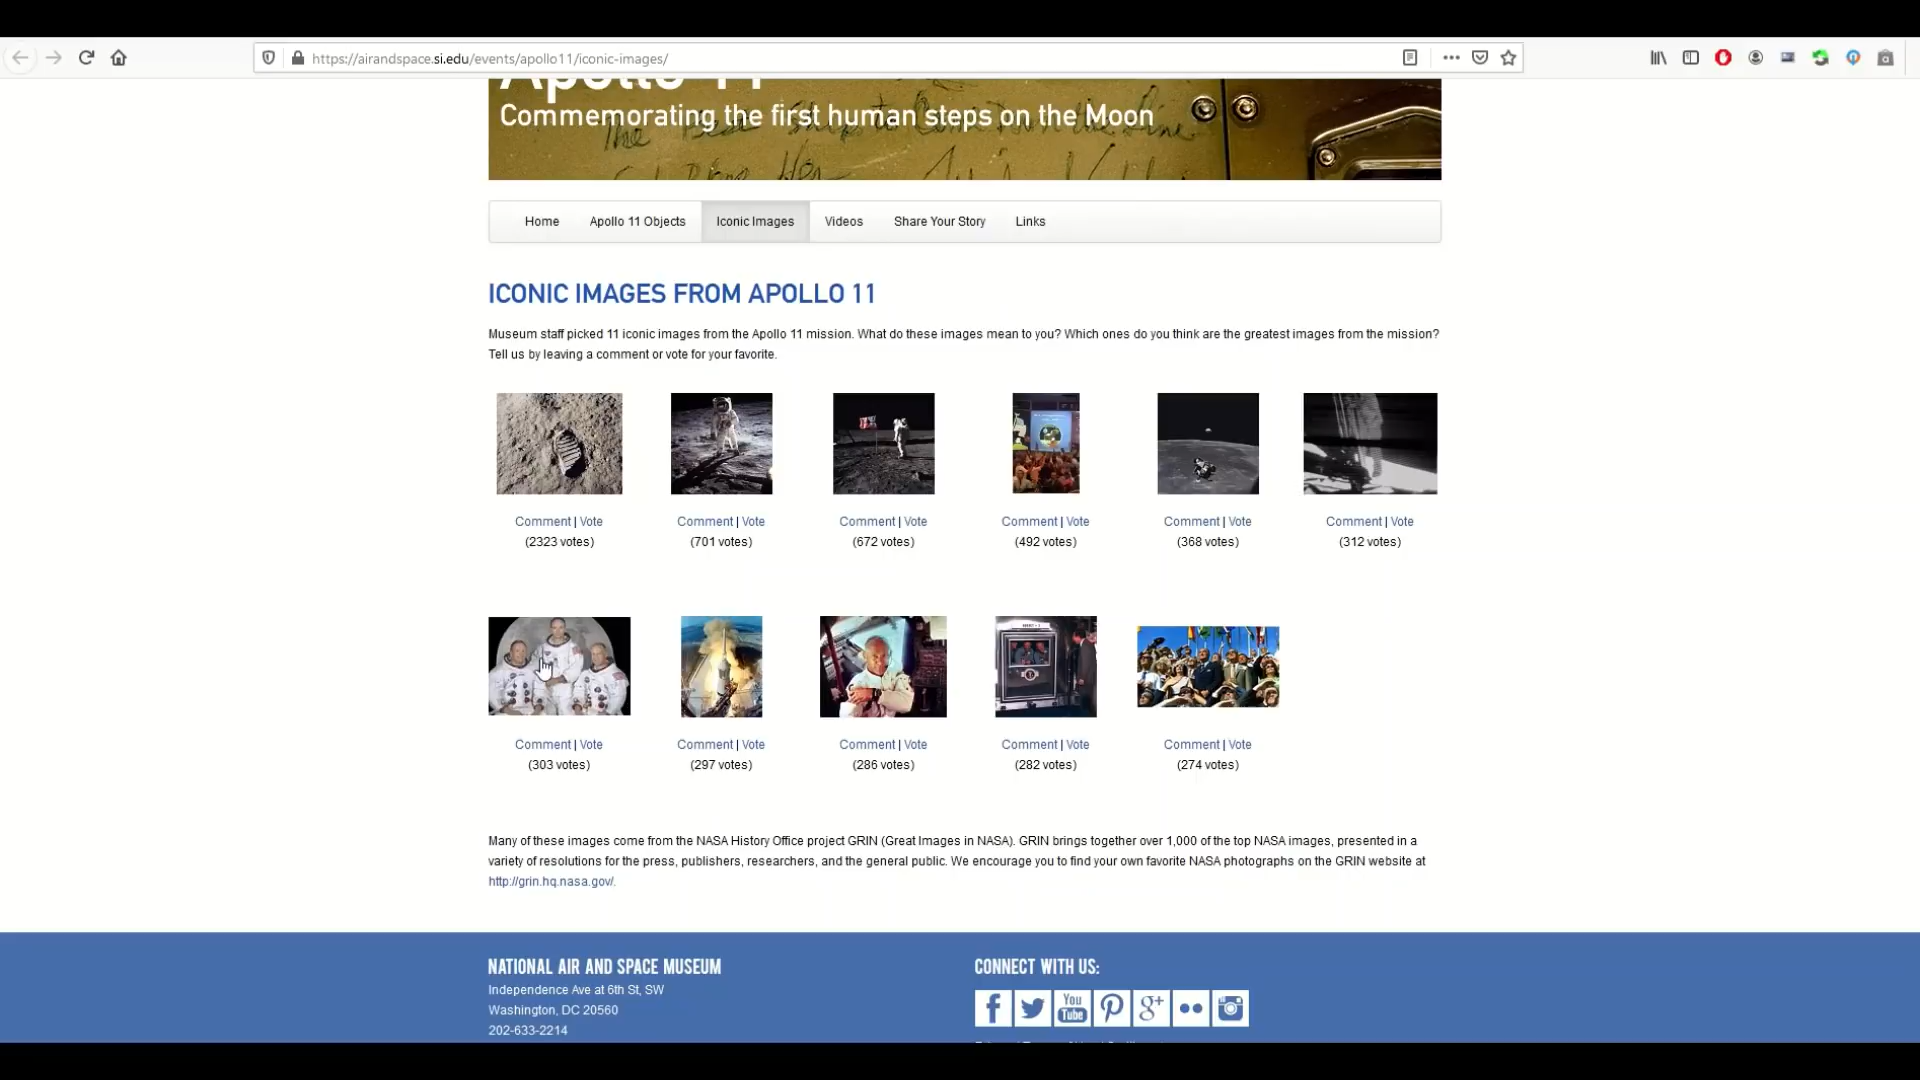 https://airandspace.si.edu/events/apollo11/iconic-images/
Apollo 11
Commemorating the first human steps on the Moon
Home Apollo 11 Objects Iconic Images Videos Share Your Story Links
ICONIC IMAGES FROM APOLLO 11
Museum staff picked 11 iconic images from the Apollo 11 mission. What do these images mean to you? Which ones do you think are the greatest images from the mission?
Tell us by leaving a comment or vote for your favorite.
Comment | Vote Comment | Vote Comment | Vote Comment | Vote Comment | Vote Comment | Vote
(2323 votes) (701 votes) (672 votes) (492 votes) (368 votes) (312 votes)
Comment | Vote Comment | Vote Comment | Vote Comment | Vote Comment | Vote
(303 votes) (297 votes) (286 votes) (282 votes) (274 votes)
Many of these images come from the NASA History Office project GRIN (Great Images in NASA). GRIN brings together over 1,000 of the top NASA images, presented in a
variety of resolutions for the press, publishers, researchers, and the general public. We encourage you to find your own favorite NASA photographs on the GRIN website at
http://grin.hq.nasa.gov/.
NATIONAL AIR AND SPACE MUSEUM
Independence Ave at 6th St, SW
Washington, DC 20560
202-633-2214
CONNECT WITH US:
You Tube